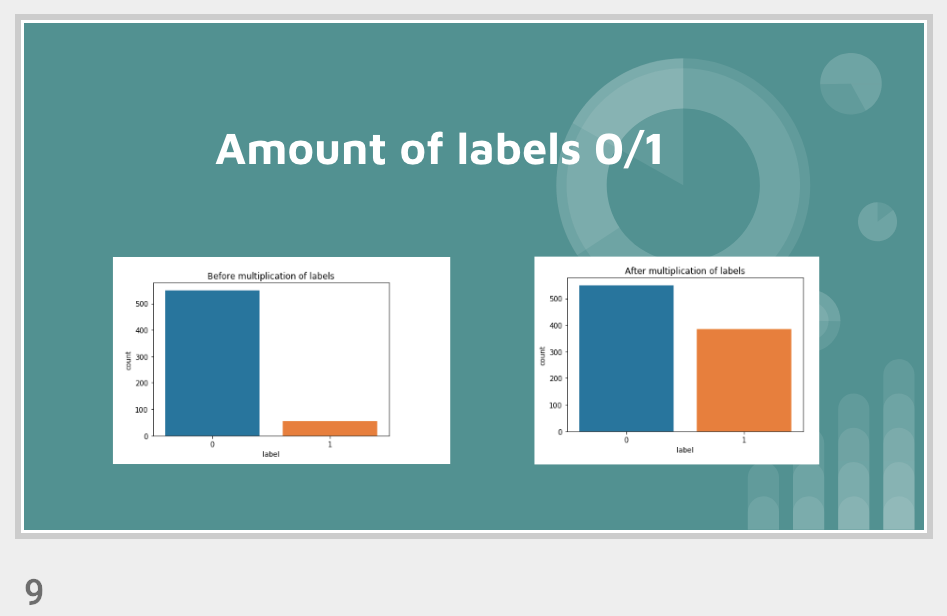 Amount of labels 0/1
Before multiplication of labels
500
400
300
200
100
0
count
0 1
label
After multiplication of labels
500
400
300
200
100
0
count
0 1
label
9